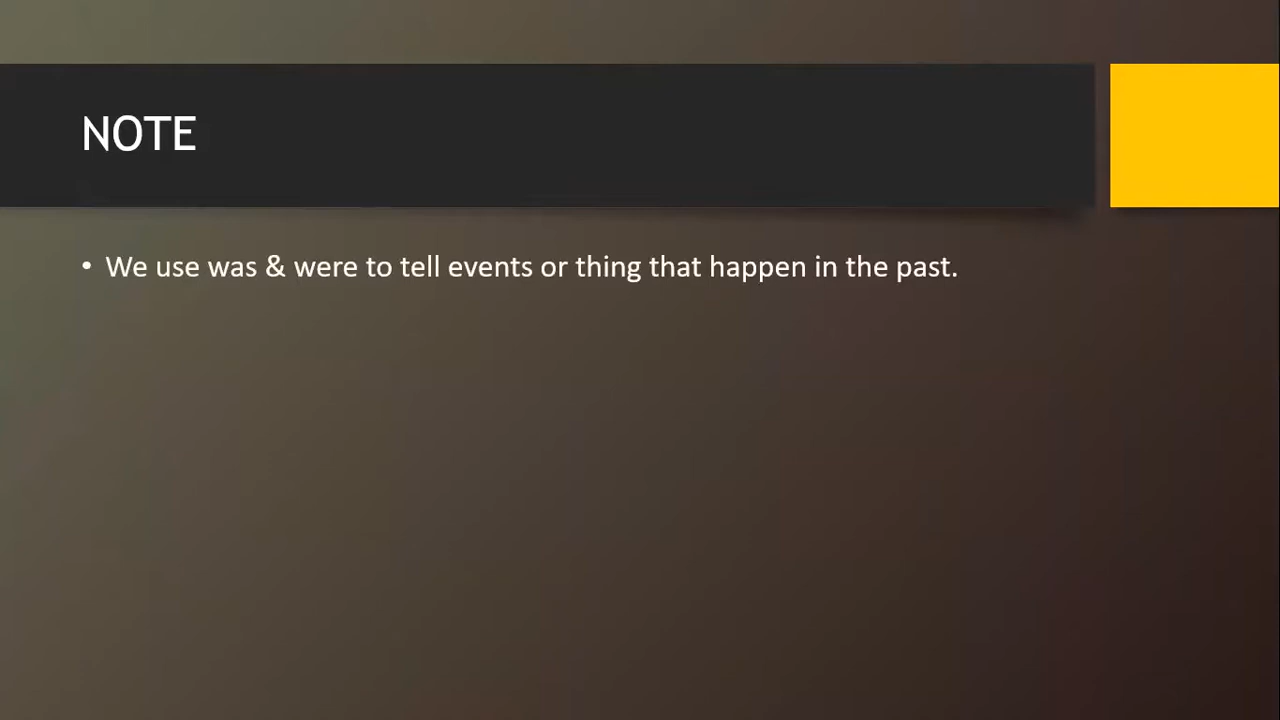 NOTE
• We use was & were to tell events or thing that happen in the past.